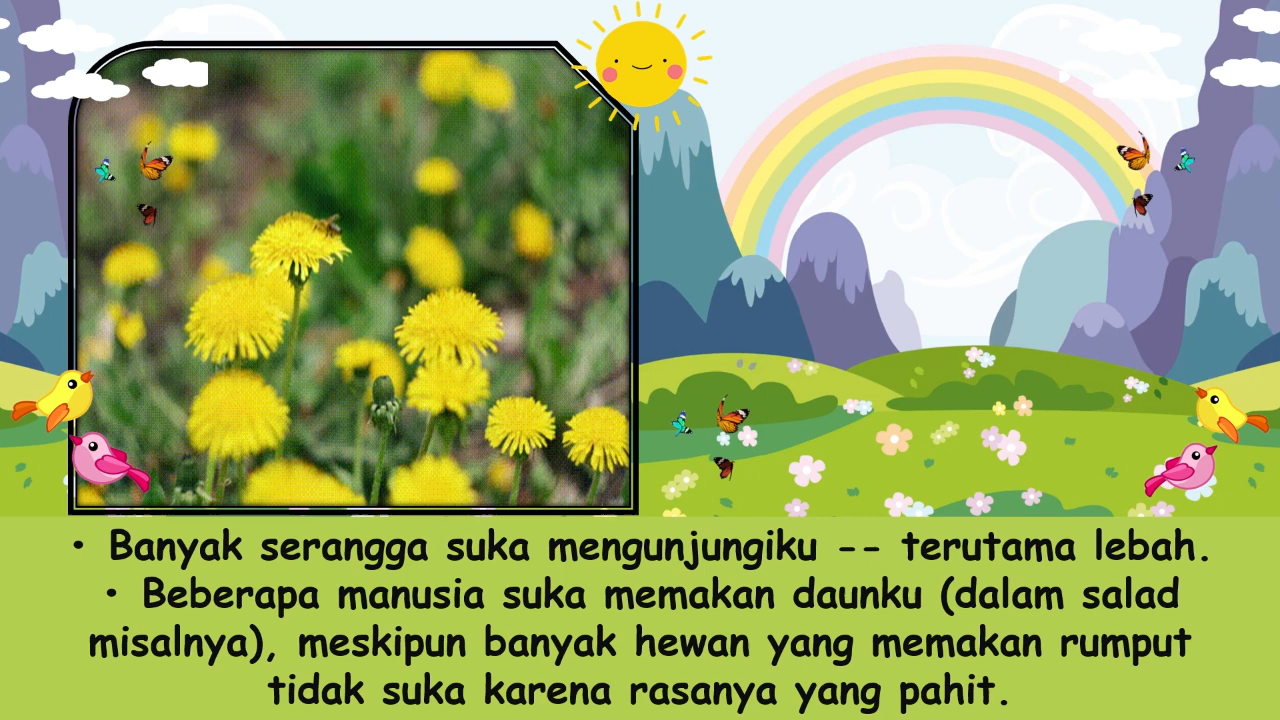 • Banyak serangga suka mengunjungiku -- terutama lebah.
• Beberapa manusia suka memakan daunku (dalam salad
misalnya), meskipun banyak hewan yang memakan rumput
tidak suka karena rasanya yang pahit.